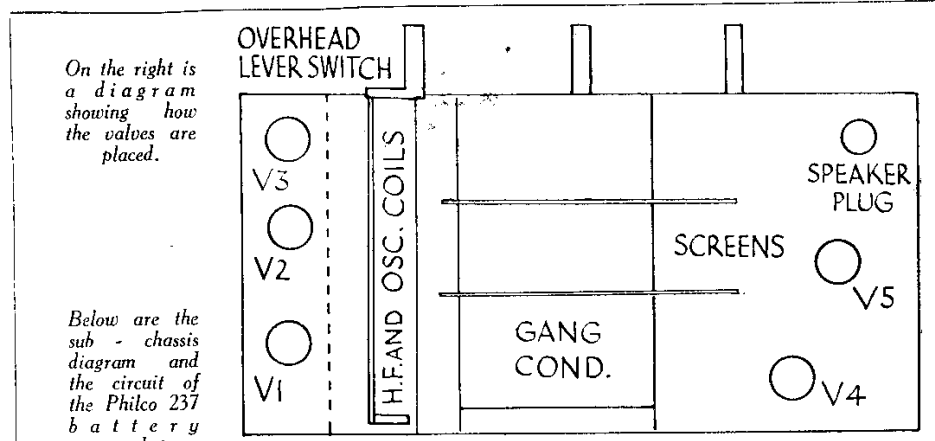 On the right is
a diagram
showing how
the valves are
placed.
Below are the
sub - chassis
diagram and
the circuit of
the Philco 237
battery
OVERHEAD
LEVER SWITCH
V3
V2
V1
H.F. AND OSC. COILS
GANG
COND.
SCREENS
SPEAKER
PLUG
V5
V4